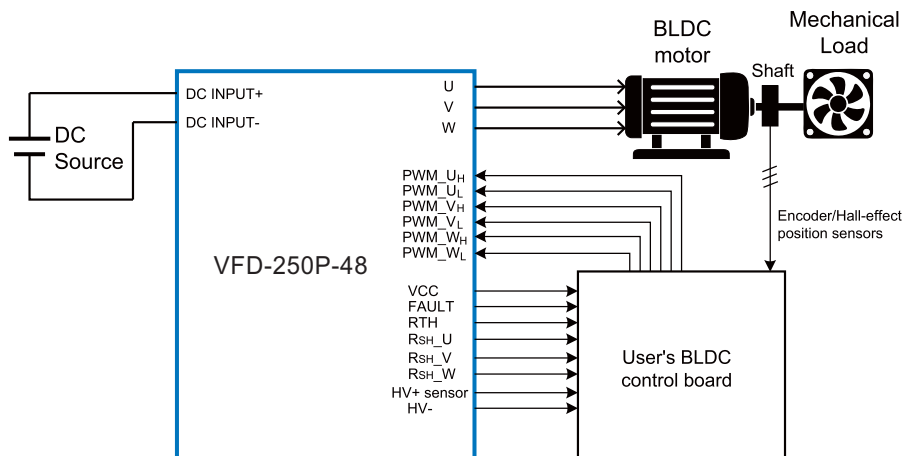 BLDC
motor
Mechanical
Load
Shaft
DC INPUT+
DC INPUT-
DC
Source
U
V
W
PWM_UH
PWM_UL
PWM_VH
PWM_VL
PWM_WH
PWM_WL
Encoder/Hall-effect
position sensors
VFD-250P-48
VCC
FAULT
RTH
RSH_U
RSH_V
RSH_W
HV+ sensor
HV-
User's BLDC
control board